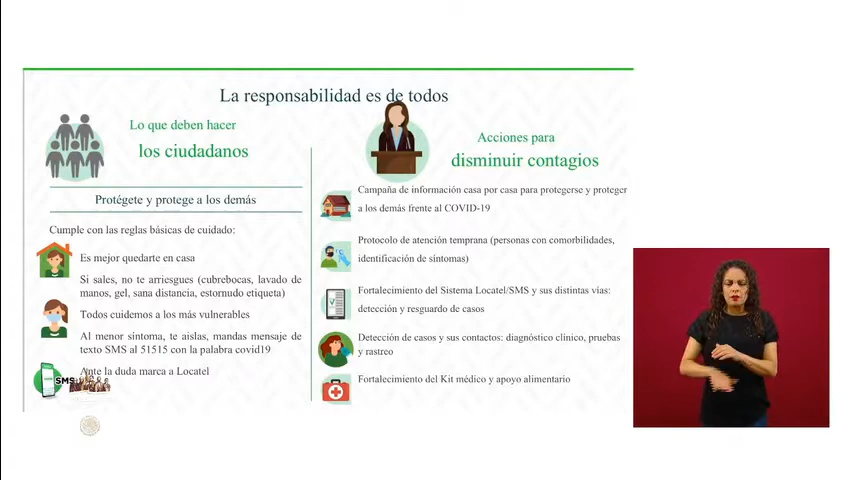 La responsabilidad es de todos
Lo que deben hacer
los ciudadanos
Protégete y protege a los demás
Cumple con las reglas básicas de cuidado:
Es mejor quedarte en casa
Si sales, no te arriesgues (cubrebocas, lavado de
manos, gel, sana distancia, estornudo etiqueta)
Todos cuidemos a los más vulnerables
Al menor síntoma, te aislas, mandas mensaje de
texto SMS al 51515 con la palabra covid19
Ante la duda marca a Locatel
SMS
Acciones para
disminuir contagios
Campaña de información casa por casa para protegerse y proteger
a los demás frente al COVID-19
Protocolo de atención temprana (personas con comorbilidades,
identificación de síntomas)
Fortalecimiento del Sistema Locatel/SMS y sus distintas vías:
detección y resguardo de casos
Detección de casos y sus contactos: diagnóstico clínico, pruebas
y rastreo
Fortalecimiento del Kit médico y apoyo alimentario